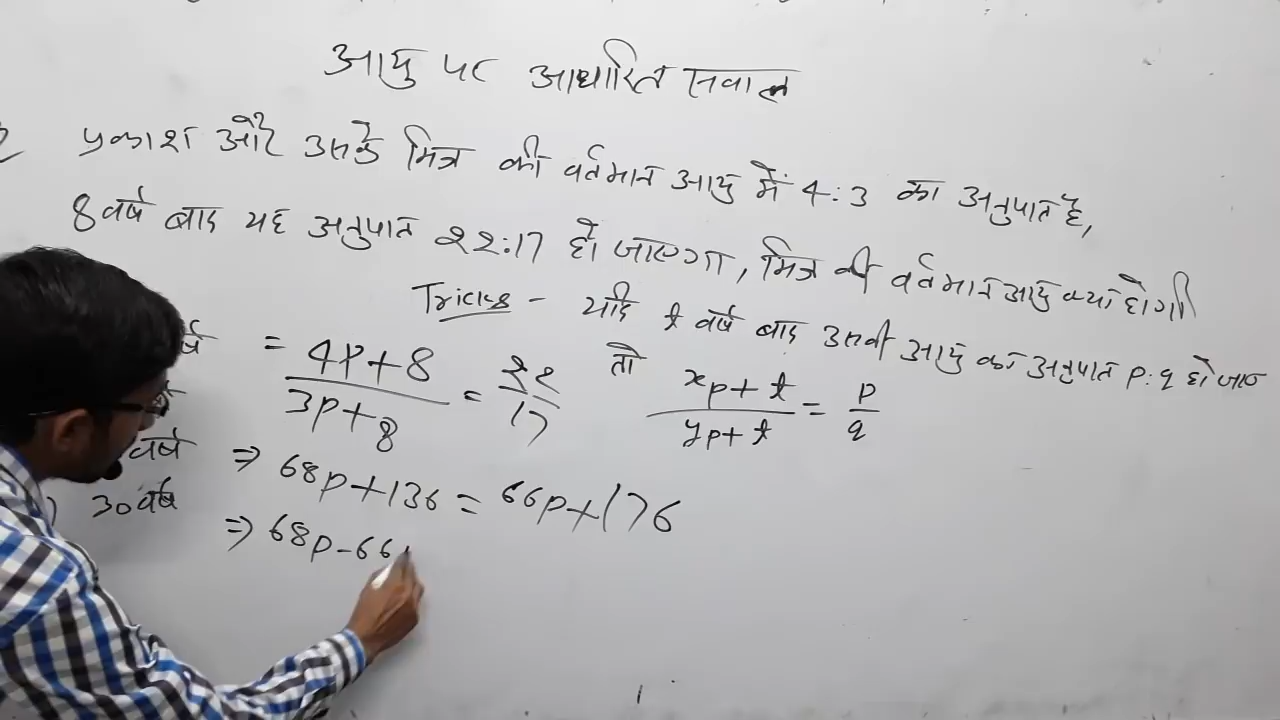 आयु पर आधारित सवाल
प्रकाश और उसके मित्र की वर्तमान आयु में 4:3 का अनुपात है,
8 वर्ष बाद यह अनुपात 22:17 हो जाएगा, मित्र की वर्तमान आयु क्या होगी
Tricks - यदि t वर्ष बाद उसकी आयु का अनुपात p:q हो जाए
तो xp+t / yp+t = p/q
वर्ष
वर्ष
30 वर्ष
= 4p+8 / 3p+8 = 22/17
⇒ 68p+136 = 66p+176
⇒ 68p-66